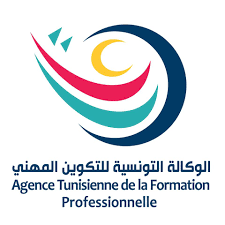 الوكالة التونسية للتكوين المهني
Agence Tunisienne de la Formation
Professionnelle